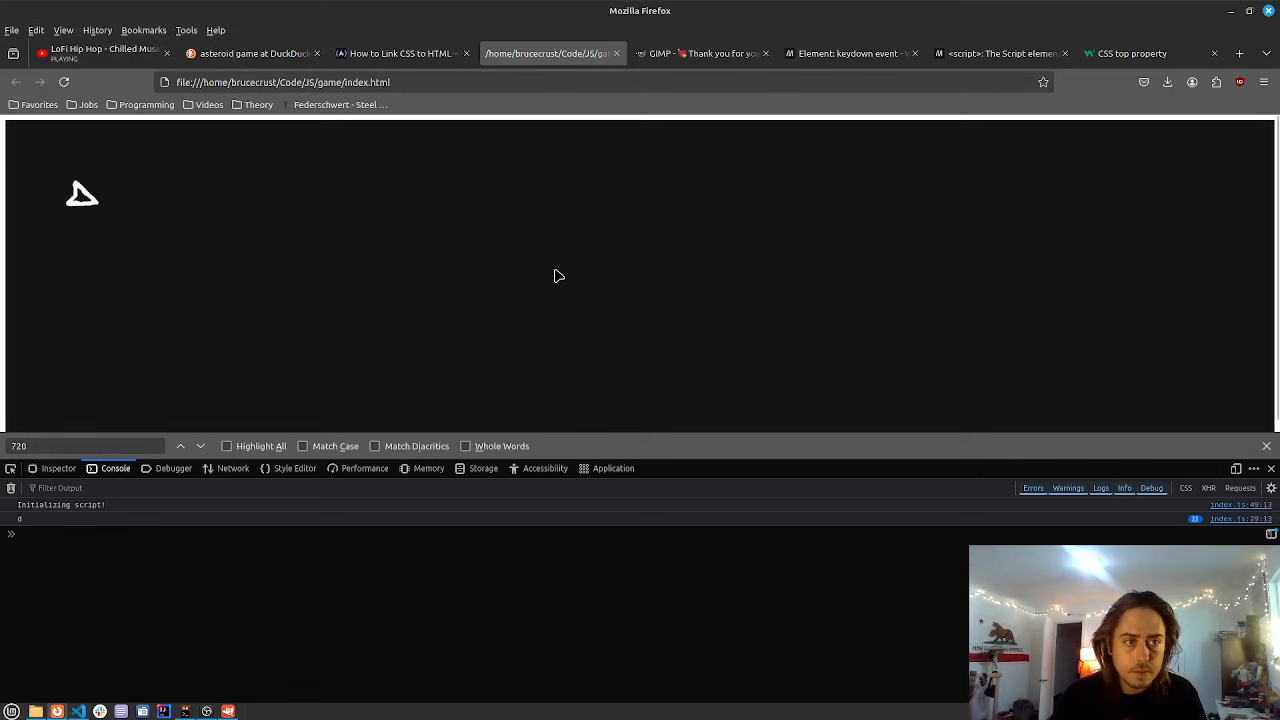 Mozilla Firefox
File Edit View History Bookmarks Tools Help
LoFi Hip Hop - Chilled Musi
PLAYING
asteroid game at DuckDuck
How to Link CSS to HTML –
/home/brucecrust/Code/JS/ga
GIMP - Thank you for you
Element: keydown event - W
<script>: The Script elemen
CSS top property
file:///home/brucecrust/Code/JS/game/index.html
Favorites Jobs Programming Videos Theory Federschwert - Steel …
720 Highlight All Match Case Match Diacritics Whole Words
Inspector Console Debugger Network Style Editor Performance Memory Storage Accessibility Application
Filter Output Errors Warnings Logs Info Debug CSS XHR Requests
Initializing script! index.js:49:13
d 22 index.js:29:13